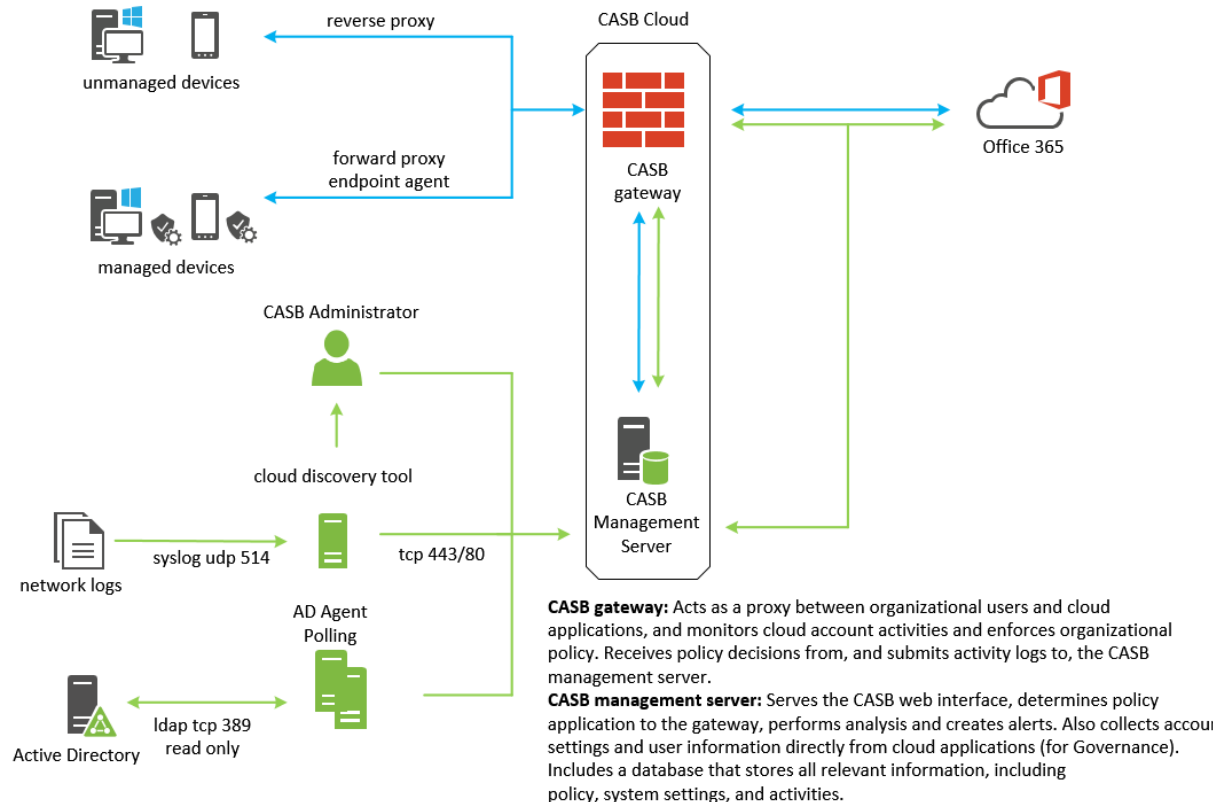 CASB Cloud
reverse proxy
unmanaged devices
Office 365
forward proxy
endpoint agent
CASB
gateway
managed devices
CASB Administrator
cloud discovery tool
CASB
Management
Server
syslog udp 514
tcp 443/80
network logs
AD Agent
Polling
ldap tcp 389
read only
Active Directory
CASB gateway: Acts as a proxy between organizational users and cloud
applications, and monitors cloud account activities and enforces organizational
policy. Receives policy decisions from, and submits activity logs to, the CASB
management server.
CASB management server: Serves the CASB web interface, determines policy
application to the gateway, performs analysis and creates alerts. Also collects accoun
settings and user information directly from cloud applications (for Governance).
Includes a database that stores all relevant information, including
policy, system settings, and activities.